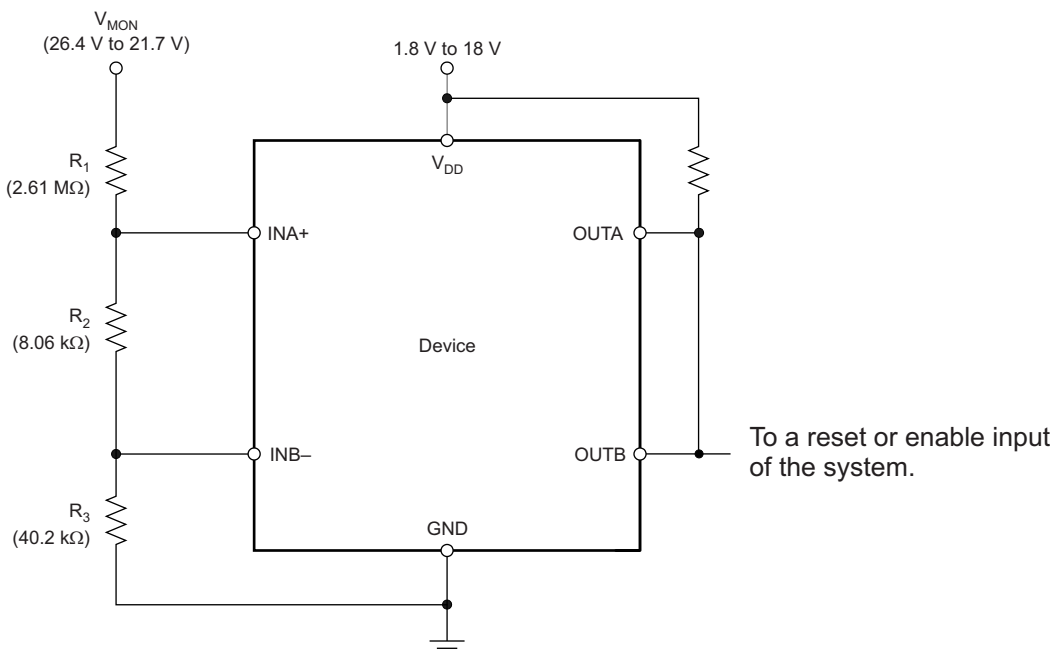 V_MON
(26.4 V to 21.7 V)
1.8 V to 18 V
R_1
(2.61 MΩ)
V_DD
INA+
OUTA
R_2
(8.06 kΩ)
Device
INB–
OUTB
To a reset or enable input
of the system.
R_3
(40.2 kΩ)
GND